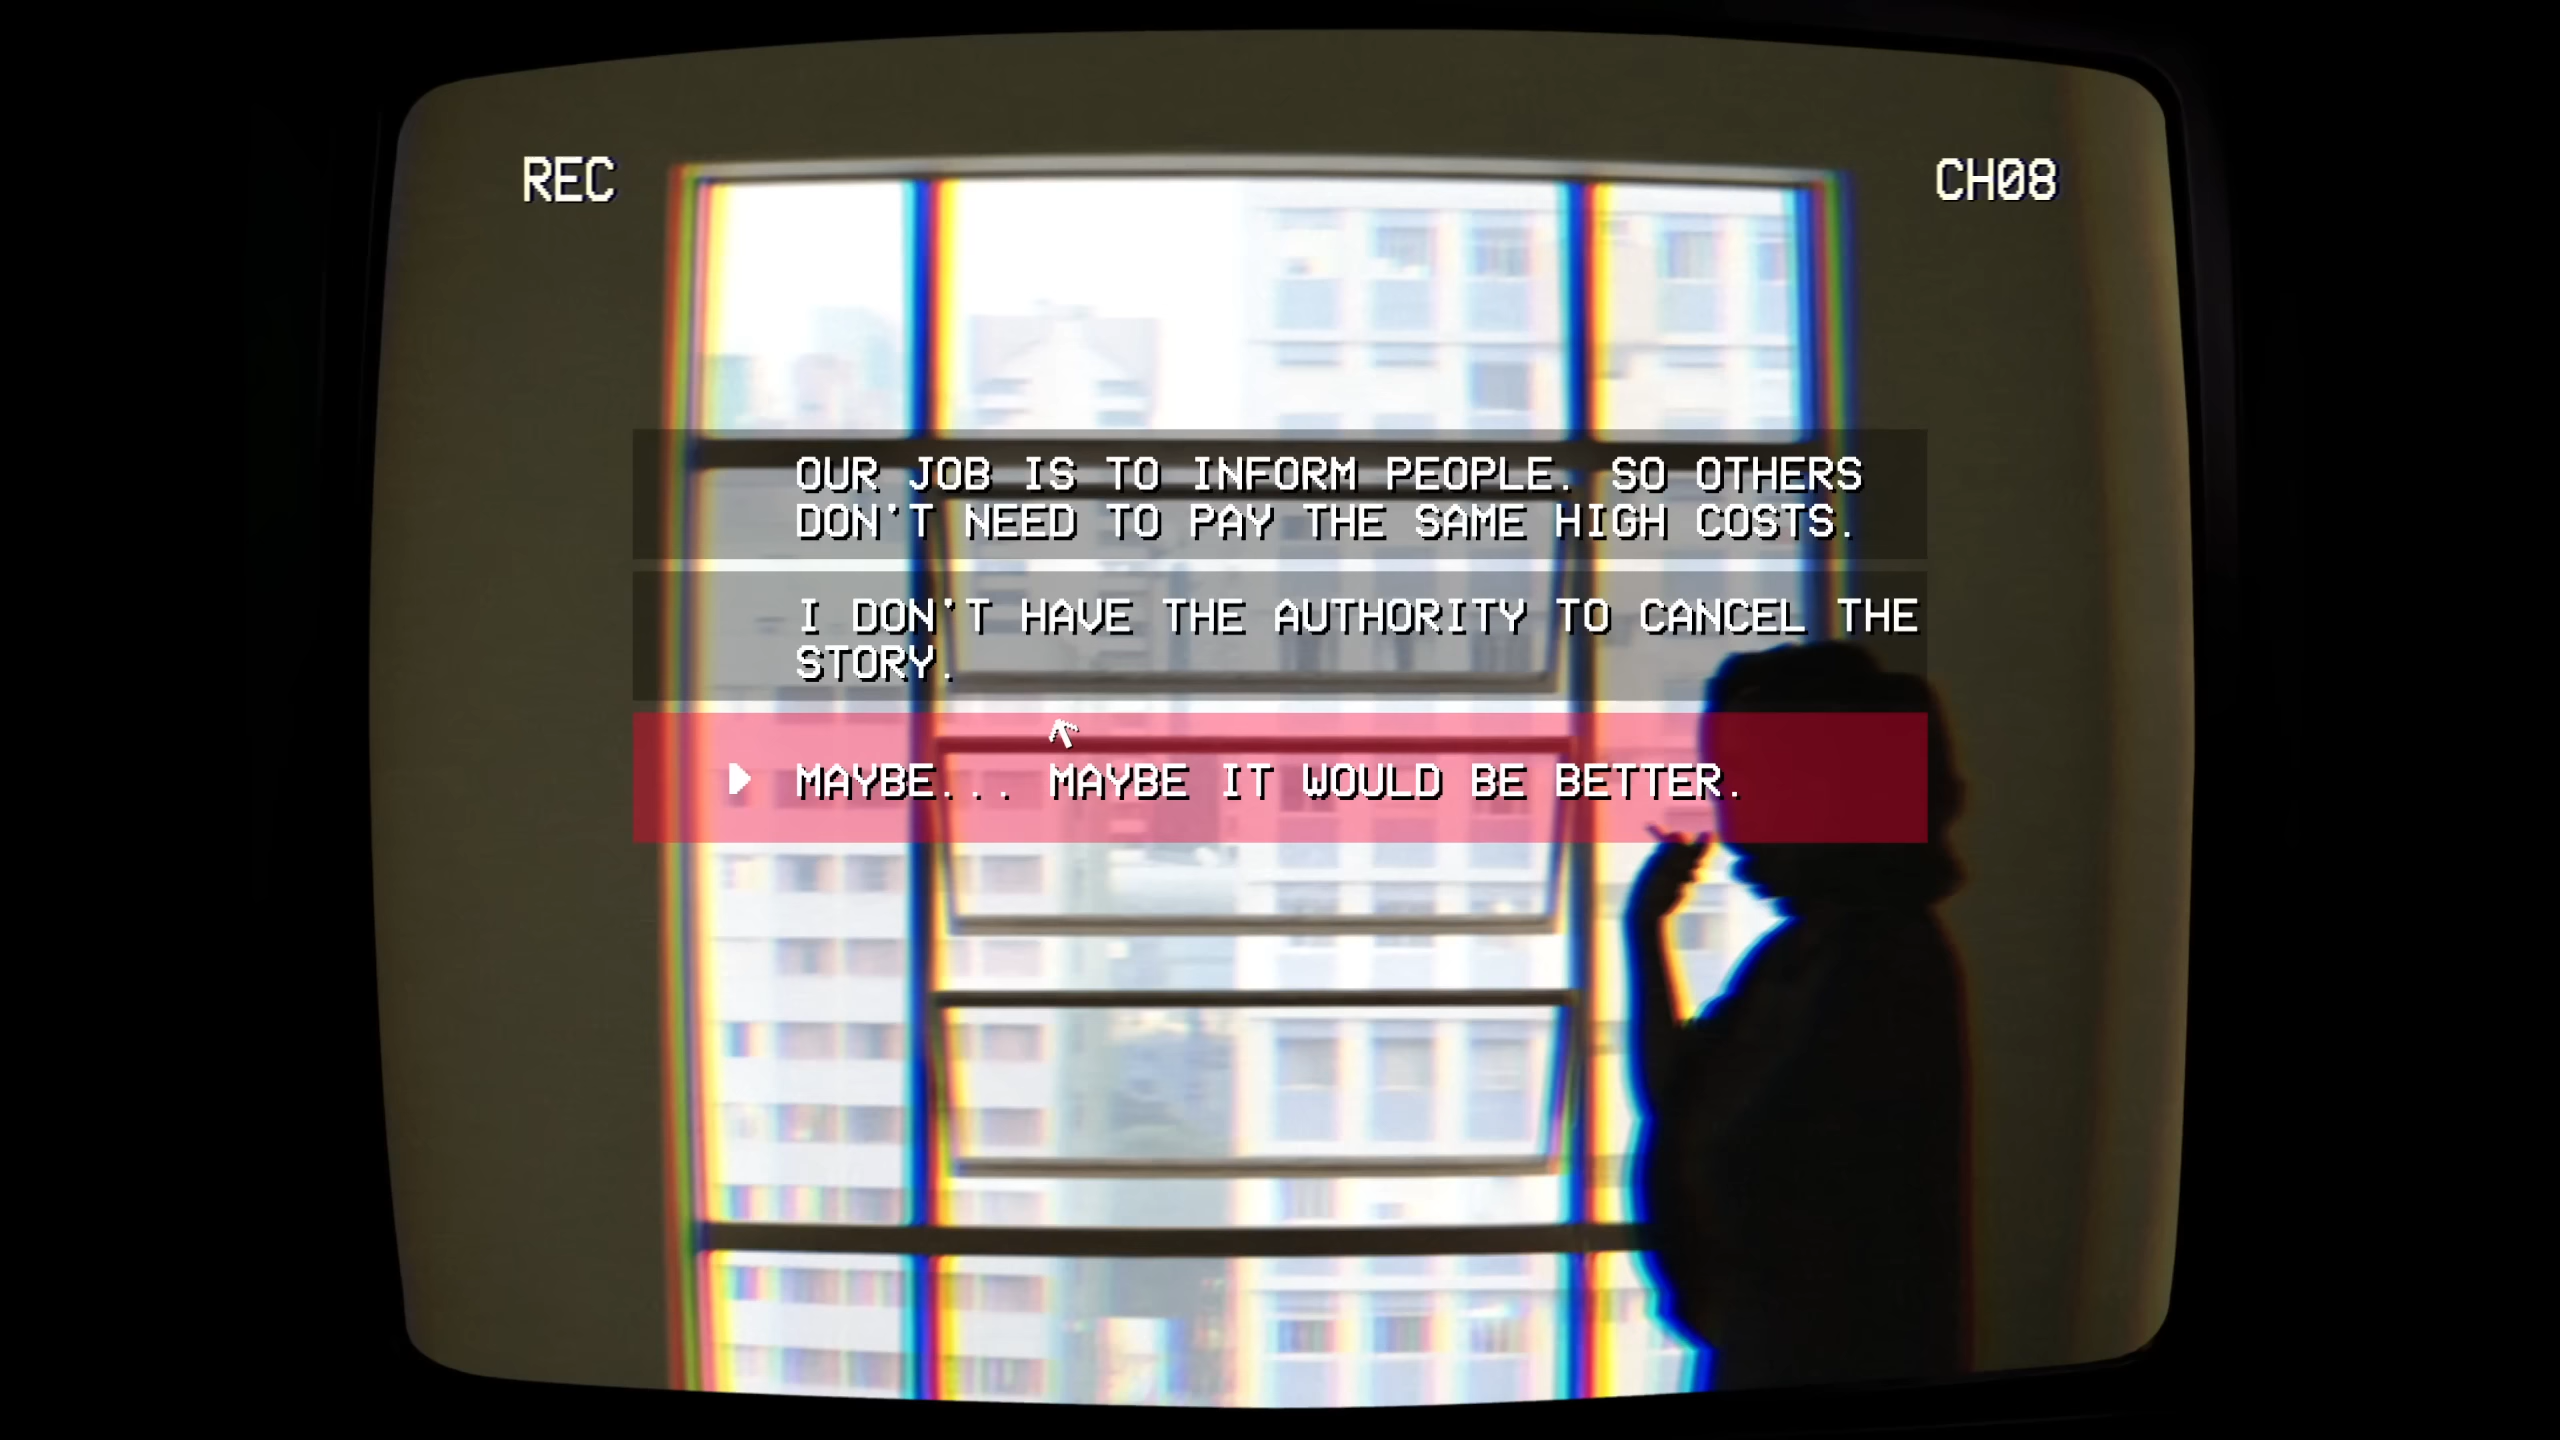 REC
CH08
OUR JOB IS TO INFORM PEOPLE. SO OTHERS
DON'T NEED TO PAY THE SAME HIGH COSTS.
I DON'T HAVE THE AUTHORITY TO CANCEL THE
STORY.
MAYBE... MAYBE IT WOULD BE BETTER.